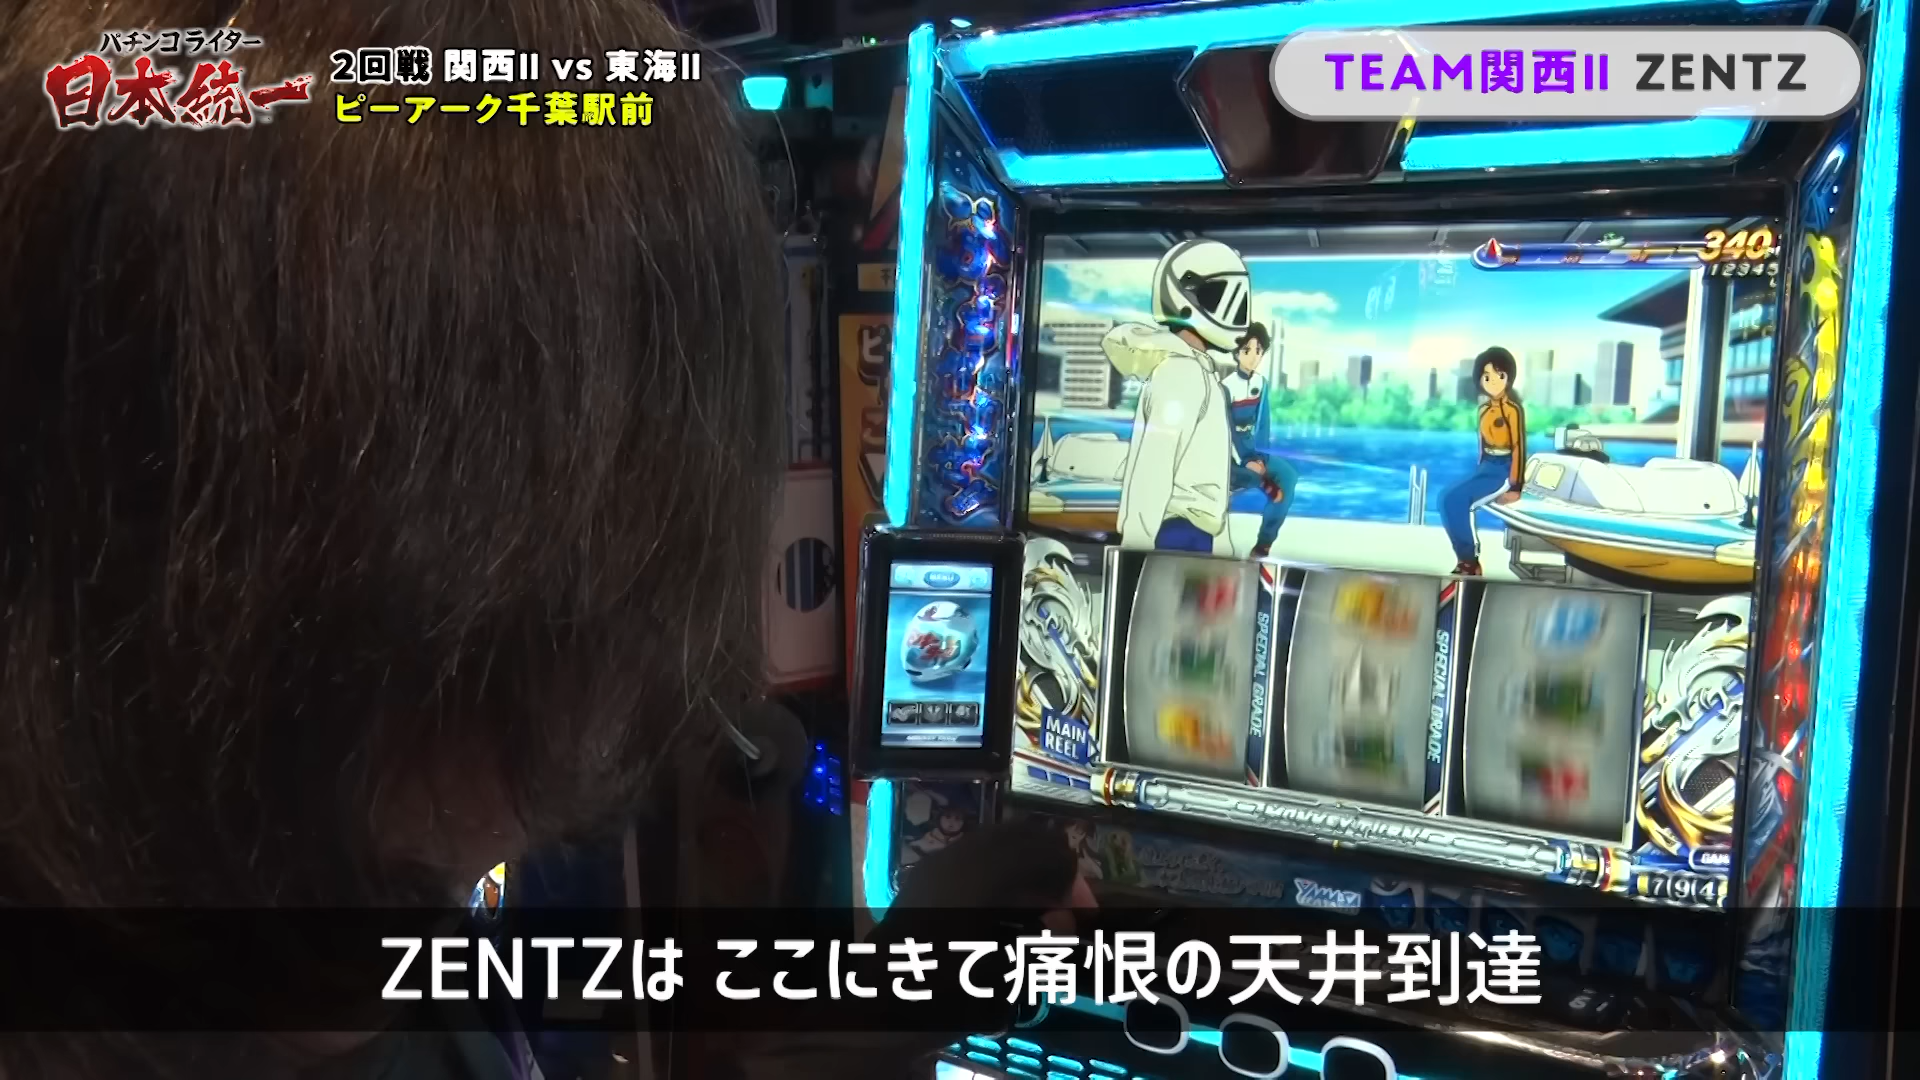 パチンコライター
日本統一
2回戦 関西II vs 東海II
ピーアーク千葉駅前
TEAM関西II ZENTZ
340
12345
MENU
SPECIAL GRADE
SPECIAL GRADE
MAIN
REEL
794
ZENTZは ここにきて痛恨の天井到達